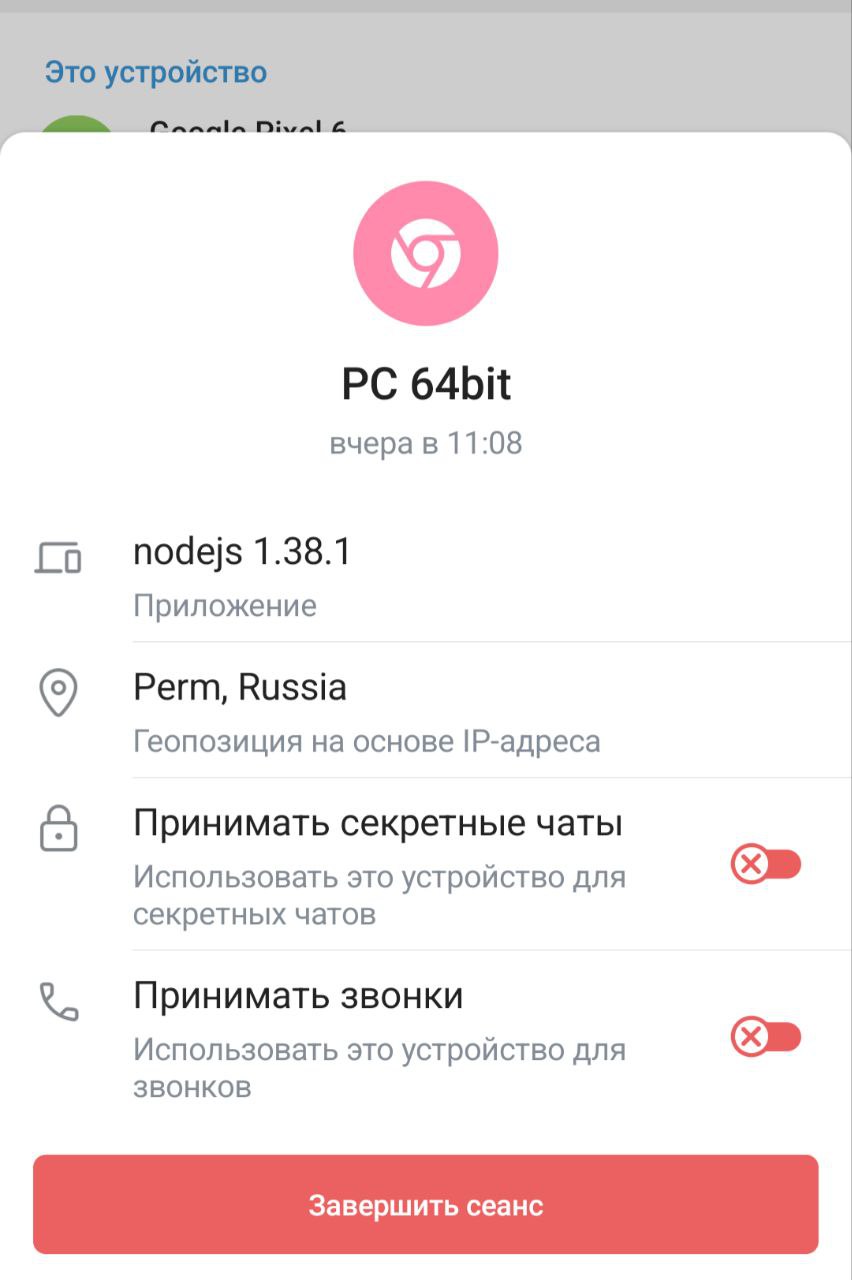 Это устройство
Google Pixel 6
PC 64bit
вчера в 11:08
nodejs 1.38.1
Приложение
Perm, Russia
Геопозиция на основе IP-адреса
Принимать секретные чаты
Использовать это устройство для
секретных чатов
Принимать звонки
Использовать это устройство для
звонков
Завершить сеанс